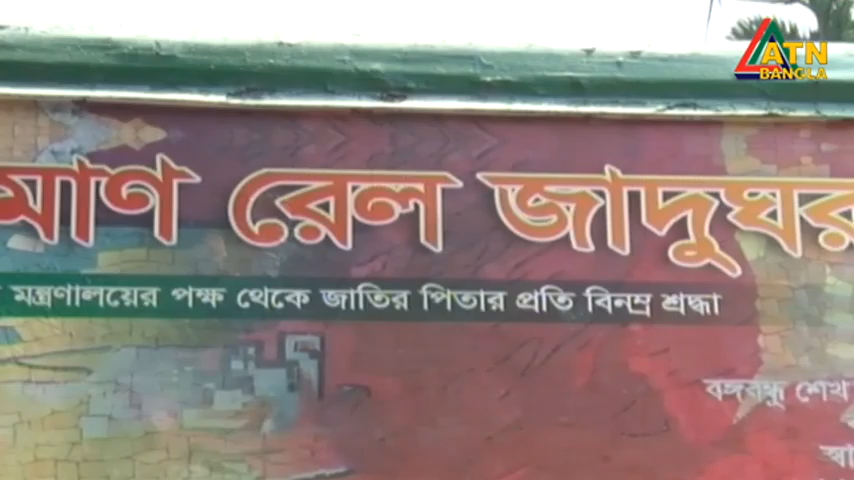 ATN
BANGLA
মাণ রেল জাদুঘর
মন্ত্রণালয়ের পক্ষ থেকে জাতির পিতার প্রতি বিনম্র শ্রদ্ধা
বঙ্গবন্ধু শেখ
স্বা